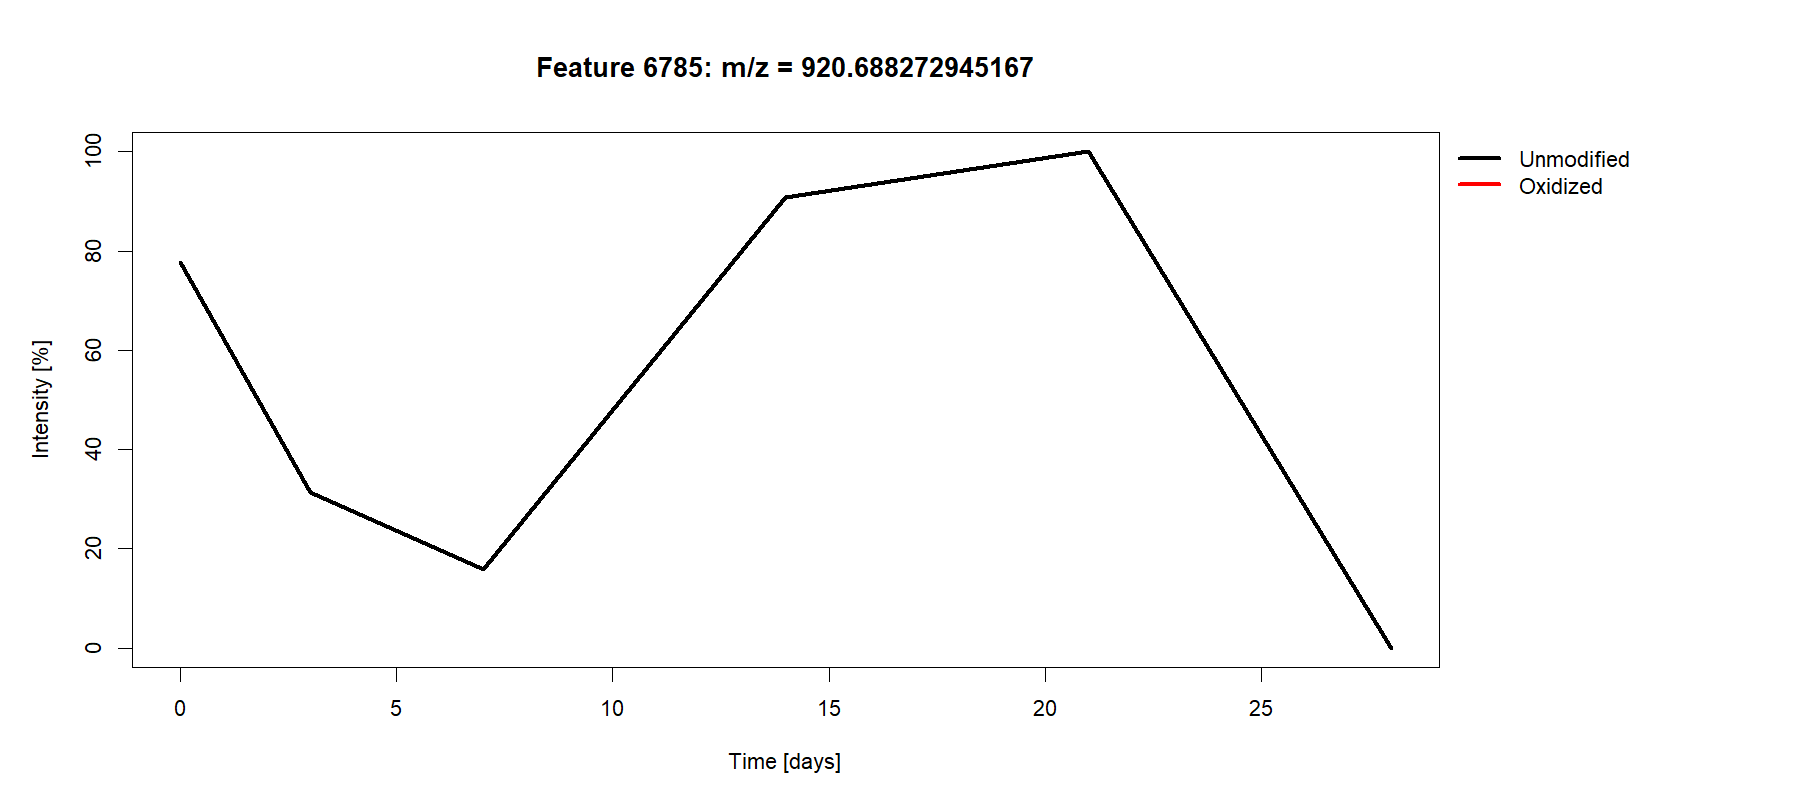 Feature 6785: m/z = 920.688272945167
Unmodified
Oxidized
Intensity [%]
100
80
60
40
20
0
0 5 10 15 20 25
Time [days]